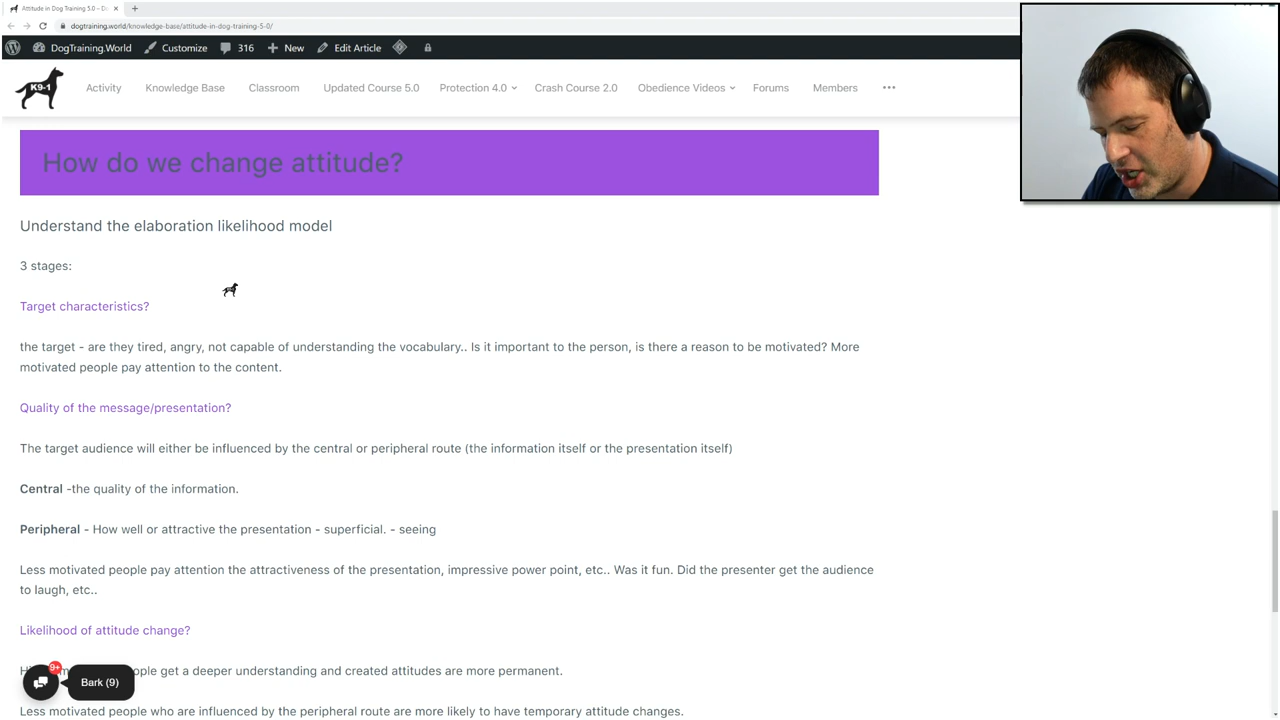 Attitude in Dog Training 5.0 – D
dogtraining.world/knowledge-base/attitude-in-dog-training-5-0/
DogTraining.World Customize 316 New Edit Article
K9-1 Activity Knowledge Base Classroom Updated Course 5.0 Protection 4.0 Crash Course 2.0 Obedience Videos Forums Members
How do we change attitude?
Understand the elaboration likelihood model
3 stages:
Target characteristics?
the target - are they tired, angry, not capable of understanding the vocabulary.. Is it important to the person, is there a reason to be motivated? More
motivated people pay attention to the content.
Quality of the message/presentation?
The target audience will either be influenced by the central or peripheral route (the information itself or the presentation itself)
Central -the quality of the information.
Peripheral - How well or attractive the presentation - superficial. - seeing
Less motivated people pay attention the attractiveness of the presentation, impressive power point, etc.. Was it fun. Did the presenter get the audience
to laugh, etc..
Likelihood of attitude change?
get a deeper understanding and created attitudes are more permanent.
9+
Bark (9)
Less motivated people who are influenced by the peripheral route are more likely to have temporary attitude changes.